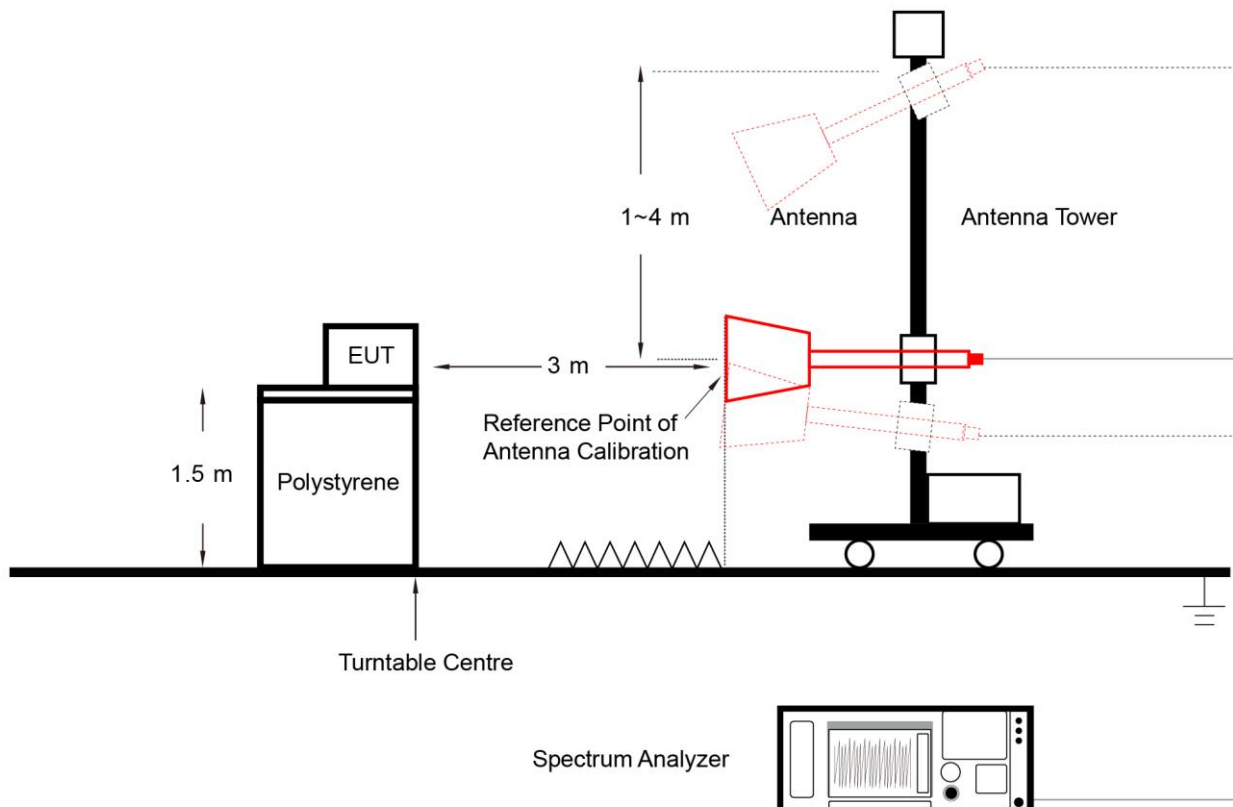 1~4 m
Antenna
Antenna Tower
EUT
3 m
Reference Point of
Antenna Calibration
1.5 m
Polystyrene
Turntable Centre
Spectrum Analyzer